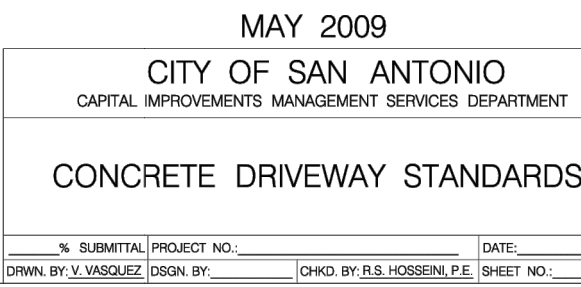 MAY 2009
CITY OF SAN ANTONIO
CAPITAL IMPROVEMENTS MANAGEMENT SERVICES DEPARTMENT
CONCRETE DRIVEWAY STANDARDS
% SUBMITTAL PROJECT NO.: DATE:
DRWN. BY: V. VASQUEZ DSGN. BY: CHKD. BY: R.S. HOSSEINI, P.E. SHEET NO.: